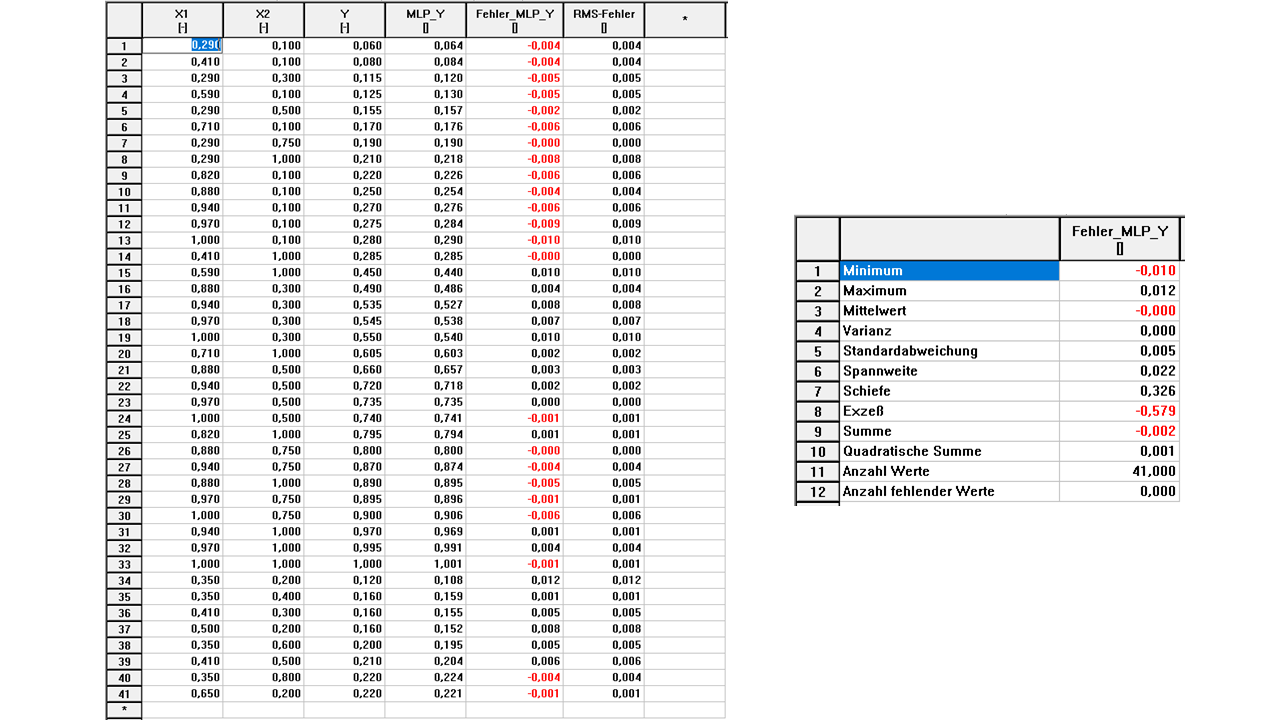 X1 X2 Y MLP_Y Fehler_MLP_Y RMS-Fehler *
[-] [-] [-] [] [] []
1 0,290 0,100 0,060 0,064 -0,004 0,004
2 0,410 0,100 0,080 0,084 -0,004 0,004
3 0,290 0,300 0,115 0,120 -0,005 0,005
4 0,590 0,100 0,125 0,130 -0,005 0,005
5 0,290 0,500 0,155 0,157 -0,002 0,002
6 0,710 0,100 0,170 0,176 -0,006 0,006
7 0,290 0,750 0,190 0,190 -0,000 0,000
8 0,290 1,000 0,210 0,218 -0,008 0,008
9 0,820 0,100 0,220 0,226 -0,006 0,006
10 0,880 0,100 0,250 0,254 -0,004 0,004
11 0,940 0,100 0,270 0,276 -0,006 0,006
12 0,970 0,100 0,275 0,284 -0,009 0,009
13 1,000 0,100 0,280 0,290 -0,010 0,010
14 0,410 1,000 0,285 0,285 -0,000 0,000
15 0,590 1,000 0,450 0,440 0,010 0,010
16 0,880 0,300 0,490 0,486 0,004 0,004
17 0,940 0,300 0,535 0,527 0,008 0,008
18 0,970 0,300 0,545 0,538 0,007 0,007
19 1,000 0,300 0,550 0,540 0,010 0,010
20 0,710 1,000 0,605 0,603 0,002 0,002
21 0,880 0,500 0,660 0,657 0,003 0,003
22 0,940 0,500 0,720 0,718 0,002 0,002
23 0,970 0,500 0,735 0,735 0,000 0,000
24 1,000 0,500 0,740 0,741 -0,001 0,001
25 0,820 1,000 0,795 0,794 0,001 0,001
26 0,880 0,750 0,800 0,800 -0,000 0,000
27 0,940 0,750 0,870 0,874 -0,004 0,004
28 0,880 1,000 0,890 0,895 -0,005 0,005
29 0,970 0,750 0,895 0,896 -0,001 0,001
30 1,000 0,750 0,900 0,906 -0,006 0,006
31 0,940 1,000 0,970 0,969 0,001 0,001
32 0,970 1,000 0,995 0,991 0,004 0,004
33 1,000 1,000 1,000 1,001 -0,001 0,001
34 0,350 0,200 0,120 0,108 0,012 0,012
35 0,350 0,400 0,160 0,159 0,001 0,001
36 0,410 0,300 0,160 0,155 0,005 0,005
37 0,500 0,200 0,160 0,152 0,008 0,008
38 0,350 0,600 0,200 0,195 0,005 0,005
39 0,410 0,500 0,210 0,204 0,006 0,006
40 0,350 0,800 0,220 0,224 -0,004 0,004
41 0,650 0,200 0,220 0,221 -0,001 0,001
*
Fehler_MLP_Y
[]
1 Minimum -0,010
2 Maximum 0,012
3 Mittelwert -0,000
4 Varianz 0,000
5 Standardabweichung 0,005
6 Spannweite 0,022
7 Schiefe 0,326
8 Exzeß -0,579
9 Summe -0,002
10 Quadratische Summe 0,001
11 Anzahl Werte 41,000
12 Anzahl fehlender Werte 0,000